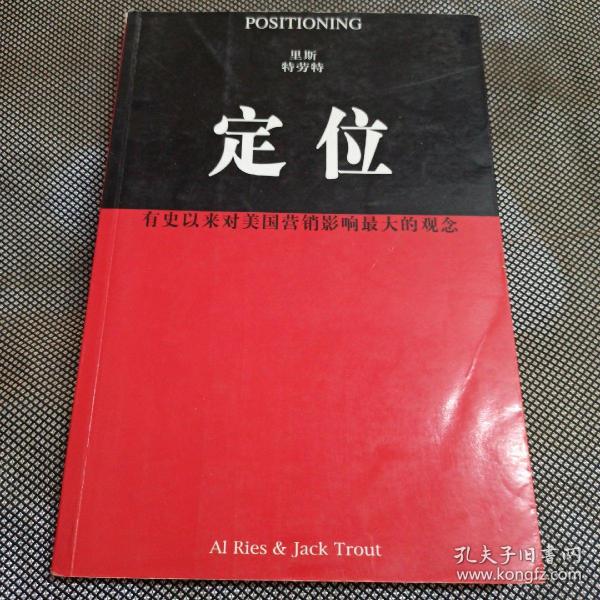 POSITIONING
里斯
特劳特
定位
有史以来对美国营销影响最大的观念
Al Ries & Jack Trout
孔夫子旧书网
www.kongfz.com